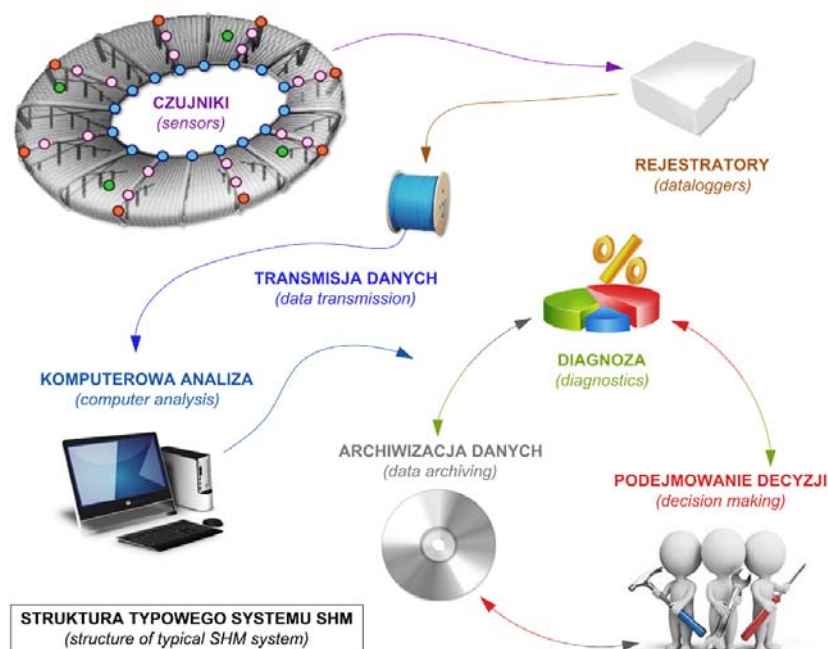 CZUJNIKI
(sensors)
REJESTRATORY
(dataloggers)
TRANSMISJA DANYCH
(data transmission)
%
DIAGNOZA
(diagnostics)
KOMPUTEROWA ANALIZA
(computer analysis)
ARCHIWIZACJA DANYCH
(data archiving)
PODEJMOWANIE DECYZJI
(decision making)
STRUKTURA TYPOWEGO SYSTEMU SHM
(structure of typical SHM system)